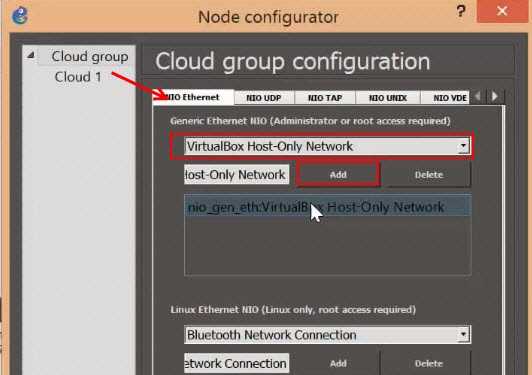 Node configurator
?
×
Cloud group
Cloud 1
Cloud group configuration
NIO Ethernet
NIO UDP
NIO TAP
NIO UNIX
NIO VDE
Generic Ethernet NIO (Administrator or root access required)
VirtualBox Host-Only Network
Host-Only Network
Add
Delete
nio_gen_eth:VirtualBox Host-Only Network
Linux Ethernet NIO (Linux only, root access required)
Bluetooth Network Connection
etwork Connection
Add
Delete